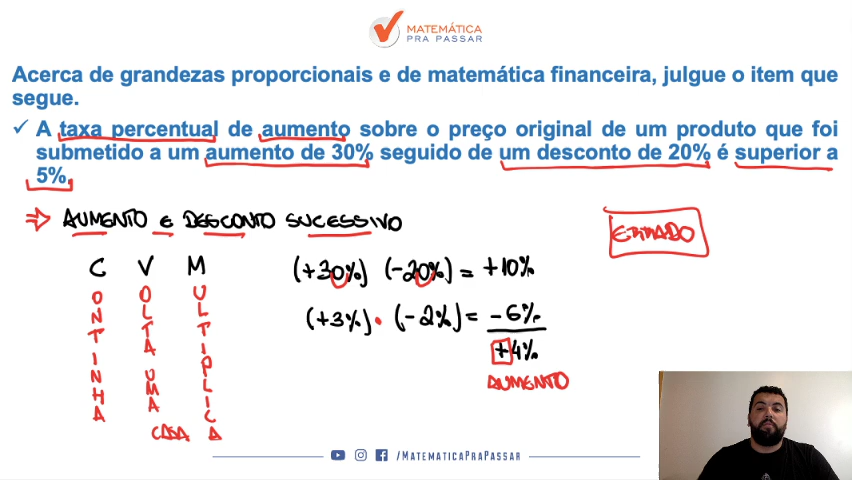 MATEMÁTICA
PRA PASSAR
Acerca de grandezas proporcionais e de matemática financeira, julgue o item que
segue.
✓ A taxa percentual de aumento sobre o preço original de um produto que foi
submetido a um aumento de 30% seguido de um desconto de 20% é superior a
5%.
⇒ AUMENTO E DESCONTO SUCESSIVO
ERRADO
C V M
(+30%) (-20%) = +10%
(+3%) • (-2%) = -6%
+4%
AUMENTO
ONTINHA
OLTA UMA
CASA
ULTIPLICA
/MATEMATICAPRAPASSAR